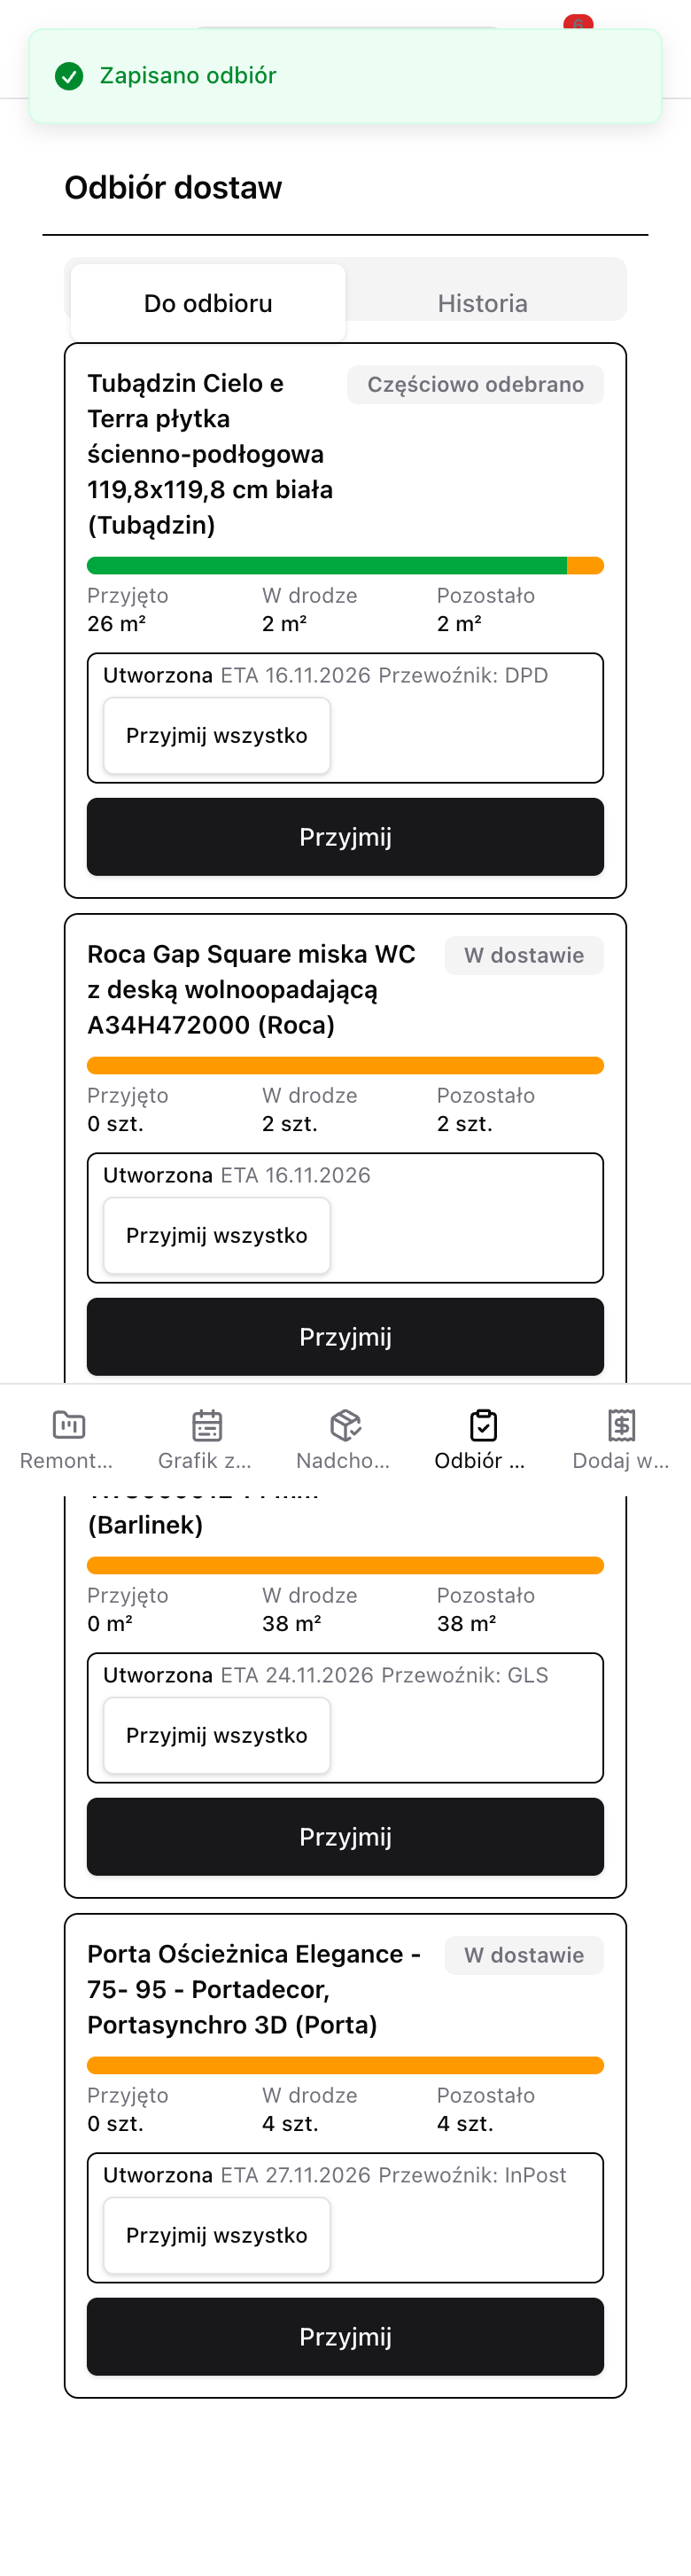 6
Zapisano odbiór
Odbiór dostaw
Do odbioru
Historia
Tubądzin Cielo e
Terra płytka
ścienno-podłogowa
119,8x119,8 cm biała
(Tubądzin)
Częściowo odebrano
Przyjęto
W drodze
Pozostało
26 m²
2 m²
2 m²
Utworzona ETA 16.11.2026 Przewoźnik: DPD
Przyjmij wszystko
Przyjmij
Roca Gap Square miska WC
z deską wolnoopadającą
A34H472000 (Roca)
W dostawie
Przyjęto
W drodze
Pozostało
0 szt.
2 szt.
2 szt.
Utworzona ETA 16.11.2026
Przyjmij wszystko
Przyjmij
Remont...
Grafik z...
Nadcho...
Odbiór ...
Dodaj w...
(Barlinek)
Przyjęto
W drodze
Pozostało
0 m²
38 m²
38 m²
Utworzona ETA 24.11.2026 Przewoźnik: GLS
Przyjmij wszystko
Przyjmij
Porta Ościeżnica Elegance -
75- 95 - Portadecor,
Portasynchro 3D (Porta)
W dostawie
Przyjęto
W drodze
Pozostało
0 szt.
4 szt.
4 szt.
Utworzona ETA 27.11.2026 Przewoźnik: InPost
Przyjmij wszystko
Przyjmij